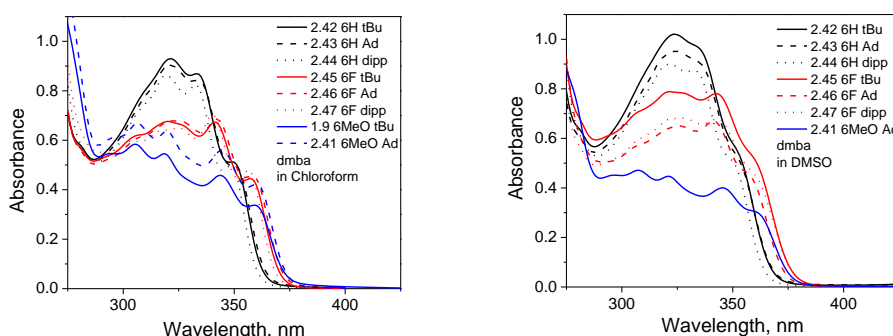 1.0
0.8
0.6
0.4
0.2
0.0
Absorbance
300
350
400
Wavelength, nm
2.42 6H tBu
2.43 6H Ad
2.44 6H dipp
2.45 6F tBu
2.46 6F Ad
2.47 6F dipp
1.9 6MeO tBu
2.41 6MeO Ad
dmba
in Chloroform
1.0
0.8
0.6
0.4
0.2
0.0
Absorbance
300
350
400
Wavelength, nm
2.42 6H tBu
2.43 6H Ad
2.44 6H dipp
2.45 6F tBu
2.46 6F Ad
2.47 6F dipp
2.41 6MeO Ad
dmba
in DMSO